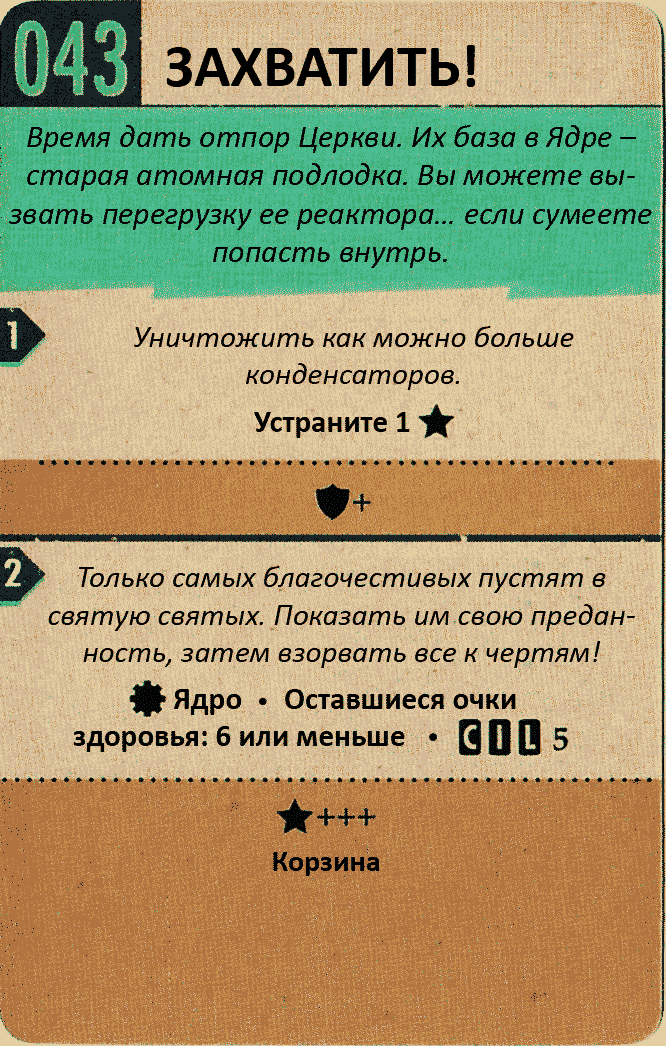 043
ЗАХВАТИТЬ!
Время дать отпор Церкви. Их база в Ядре –
старая атомная подлодка. Вы можете вы-
звать перегрузку ее реактора... если сумеете
попасть внутрь.
1
Уничтожить как можно больше
конденсаторов.
Устраните 1 ★
+
2
Только самых благочестивых пустят в
святую святых. Показать им свою предан-
ность, затем взорвать все к чертям!
Ядро • Оставшиеся очки
здоровья: 6 или меньше • C I L 5
★+++
Корзина